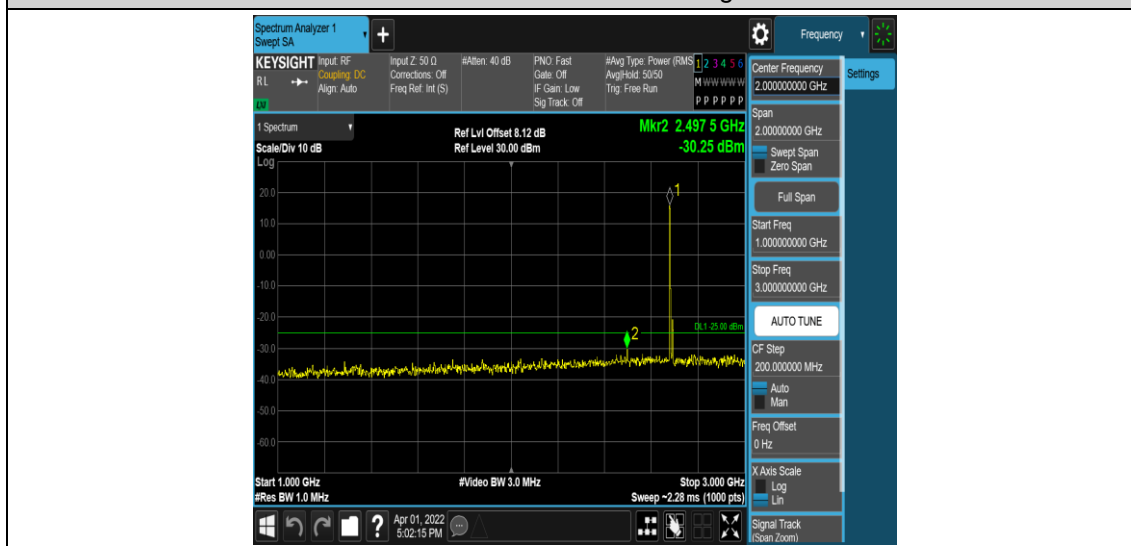 Spectrum Analyzer 1
Swept SA
+
Frequency
KEYSIGHT
RL
LXI
Input: RF
Coupling: DC
Align: Auto
Input Z: 50 Ω
Corrections: Off
Freq Ref: Int (S)
#Atten: 40 dB
PNO: Fast
Gate: Off
IF Gain: Low
Sig Track: Off
#Avg Type: Power (RMS
Avg|Hold: 50/50
Trig: Free Run
1 2 3 4 5 6
M W W W W W
P P P P P P
1 Spectrum
Scale/Div 10 dB
Log
Ref Lvl Offset 8.12 dB
Ref Level 30.00 dBm
Mkr2 2.497 5 GHz
-30.25 dBm
20.0
10.0
0.00
-10.0
-20.0
-30.0
-40.0
-50.0
-60.0
1
2
DL1 -25.00 dBm
Start 1.000 GHz
#Res BW 1.0 MHz
#Video BW 3.0 MHz
Stop 3.000 GHz
Sweep ~2.28 ms (1000 pts)
?
Apr 01, 2022
5:02:15 PM
Center Frequency
2.000000000 GHz
Settings
Span
2.00000000 GHz
Swept Span
Zero Span
Full Span
Start Freq
1.000000000 GHz
Stop Freq
3.000000000 GHz
AUTO TUNE
CF Step
200.000000 MHz
Auto
Man
Freq Offset
0 Hz
X Axis Scale
Log
Lin
Signal Track
(Span Zoom)